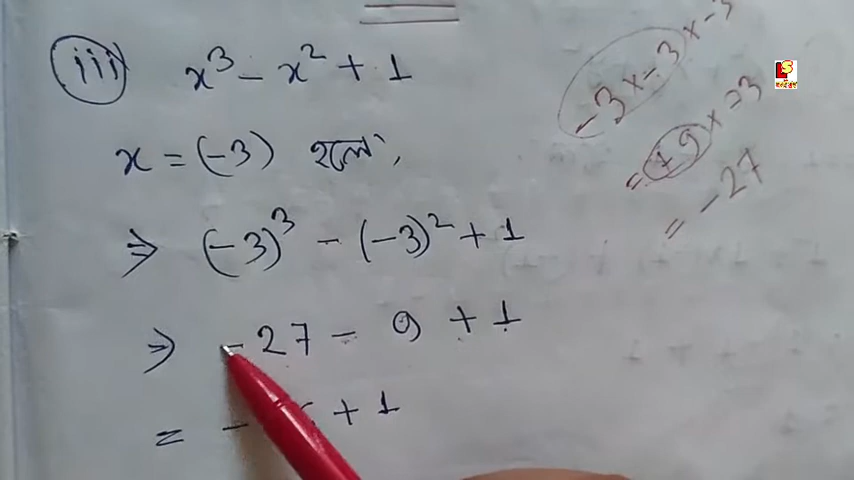 iii) x³ - x² + 1
x = (-3) হলে,
⇒ (-3)³ - (-3)² + 1
⇒ -27 - 9 + 1
= - + 1
-3 x -3 x -3
= +9 x =3
= -27
LS